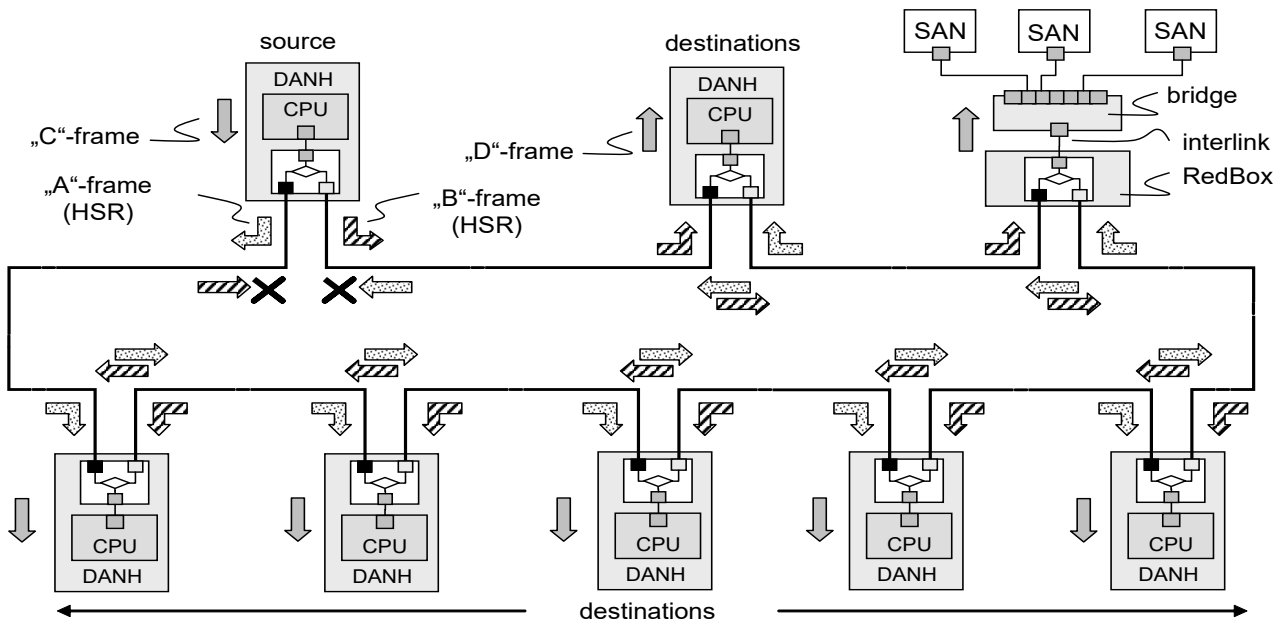 SAN
SAN
SAN
source
destinations
DANH
CPU
DANH
CPU
bridge
interlink
RedBox
„C“-frame
„D“-frame
„A“-frame
(HSR)
„B“-frame
(HSR)
CPU
DANH
CPU
DANH
CPU
DANH
CPU
DANH
CPU
DANH
destinations